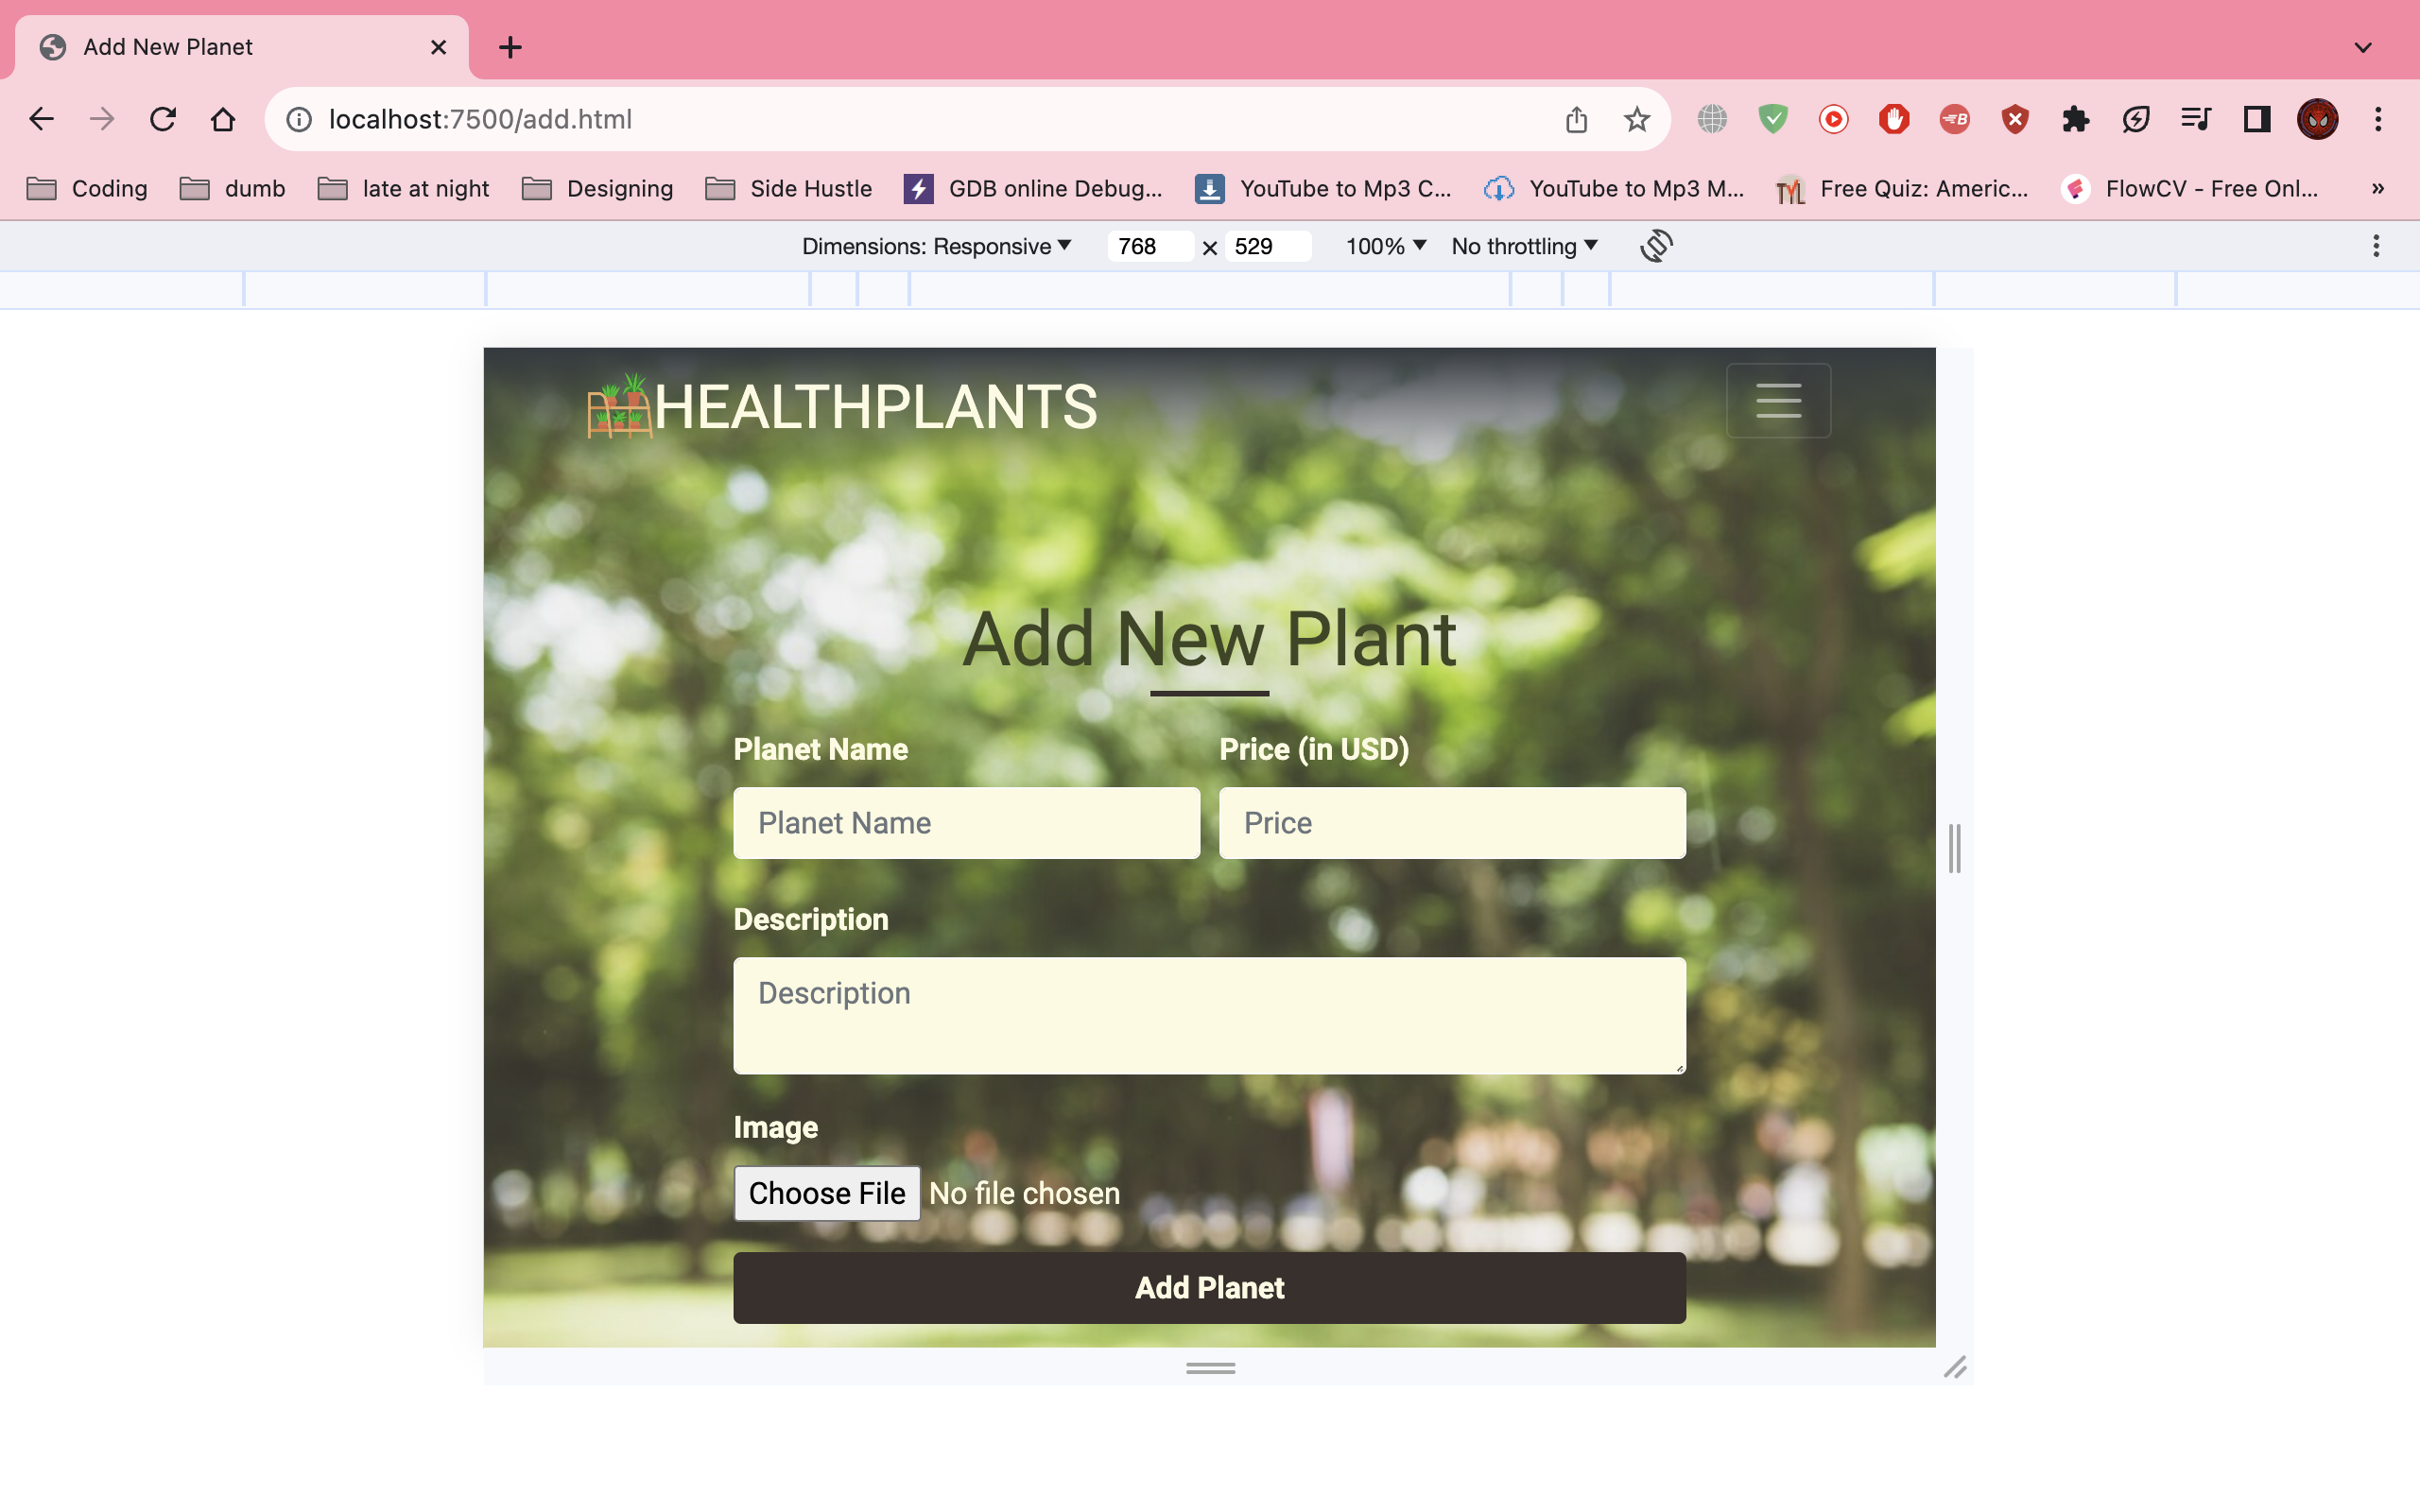 Add New Planet
localhost:7500/add.html
Coding dumb late at night Designing Side Hustle GDB online Debug... YouTube to Mp3 C... YouTube to Mp3 M... Free Quiz: Americ... FlowCV - Free Onl... »
Dimensions: Responsive 768 × 529 100% No throttling
HEALTHPLANTS
Add New Plant
Planet Name Price (in USD)
Planet Name Price
Description
Description
Image
Choose File No file chosen
Add Planet